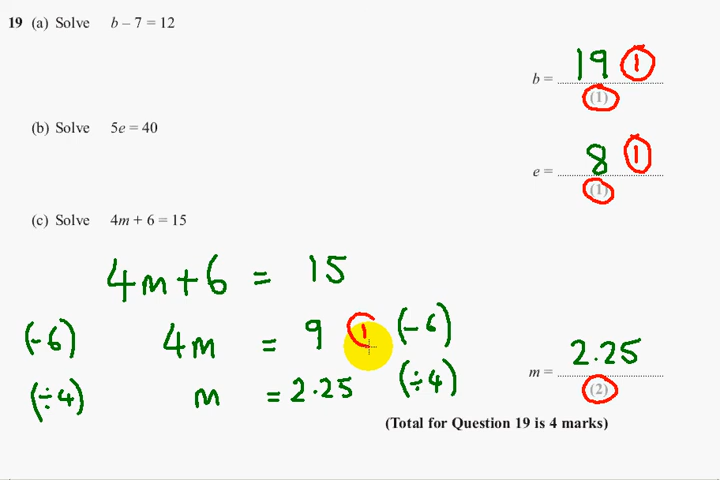 19 (a) Solve b – 7 = 12
b = 19 1
(1)
(b) Solve 5e = 40
e = 8 1
(1)
(c) Solve 4m + 6 = 15
4m+6 = 15
(-6) 4m = 9 1 (-6)
(÷4) m = 2.25 (÷4)
m = 2.25
(2)
(Total for Question 19 is 4 marks)